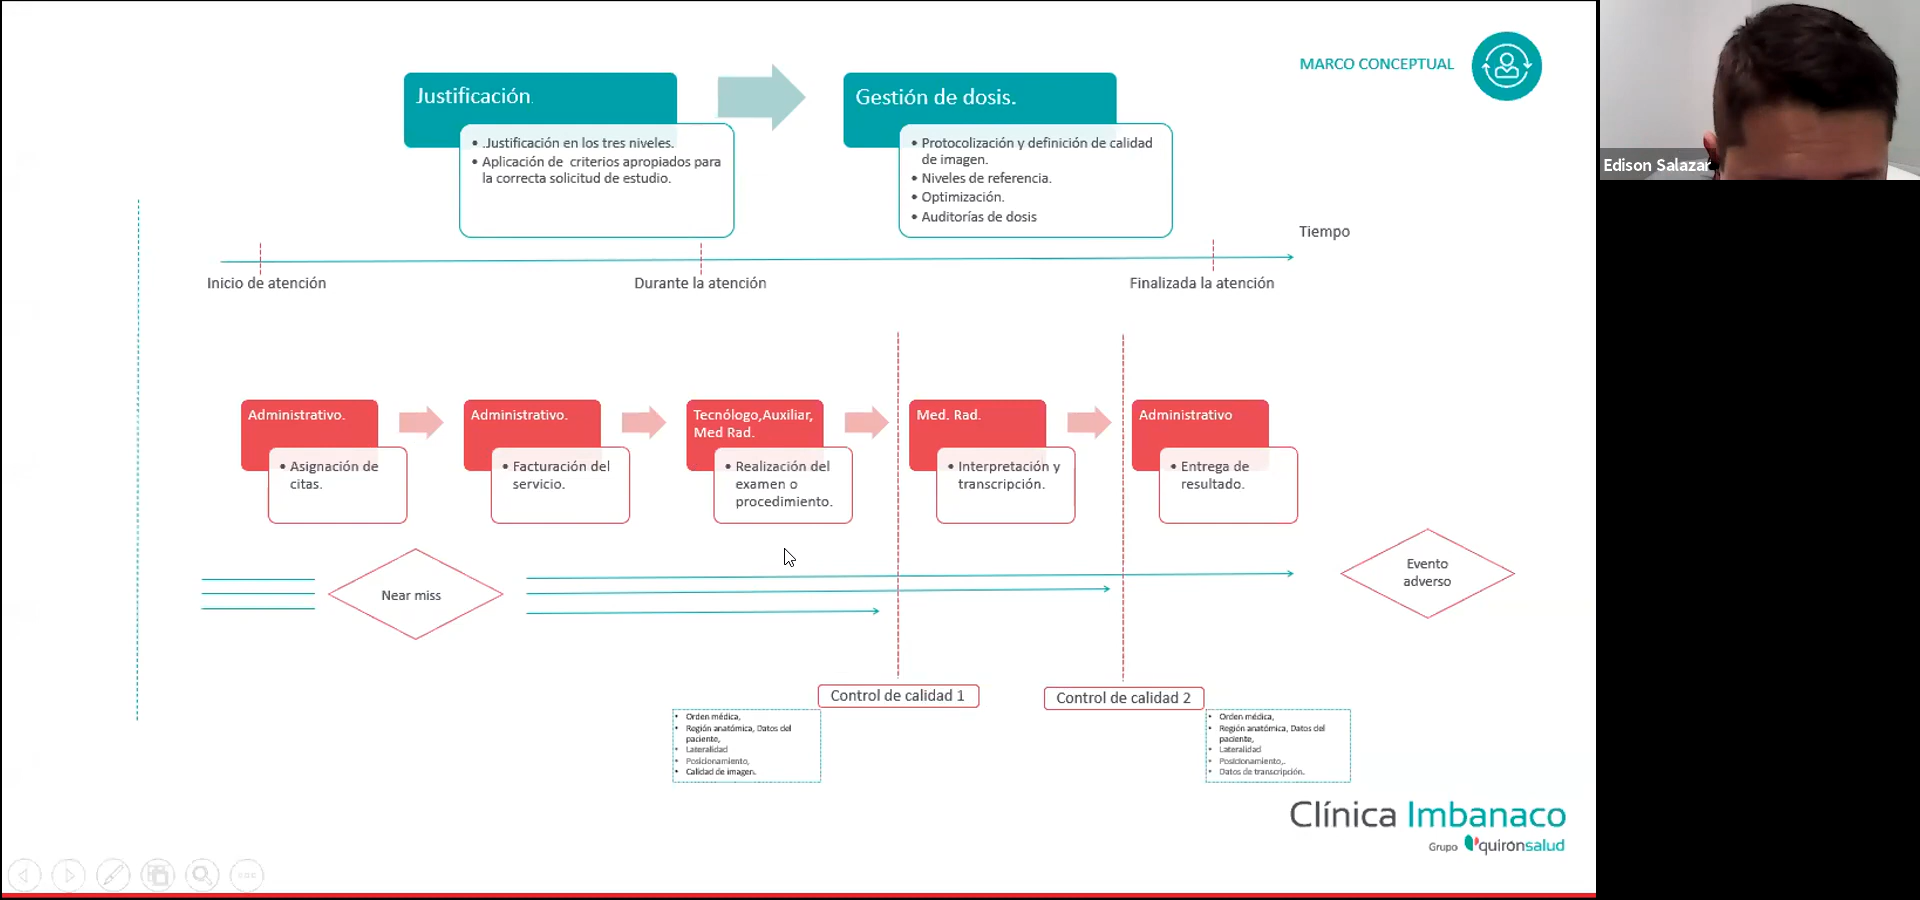 MARCO CONCEPTUAL
Justificación.
• .Justificación en los tres niveles.
• Aplicación de criterios apropiados para
la correcta solicitud de estudio.
Gestión de dosis.
• Protocolización y definición de calidad
de imagen.
• Niveles de referencia.
• Optimización.
• Auditorías de dosis
Edison Salazar
Tiempo
Inicio de atención
Durante la atención
Finalizada la atención
Administrativo.
• Asignación de
citas.
Administrativo.
• Facturación del
servicio.
Tecnólogo,Auxiliar,
Med Rad.
• Realización del
examen o
procedimiento.
Med. Rad.
• Interpretación y
transcripción.
Administrativo
• Entrega de
resultado.
Near miss
Evento
adverso
Control de calidad 1
• Orden médica,
• Región anatómica, Datos del
paciente,
• Lateralidad
• Posicionamiento,
• Calidad de imagen.
Control de calidad 2
• Orden médica,
• Región anatómica, Datos del
paciente,
• Lateralidad
• Posicionamiento,.
• Datos de transcripción.
Clínica Imbanaco
Grupo quirónsalud